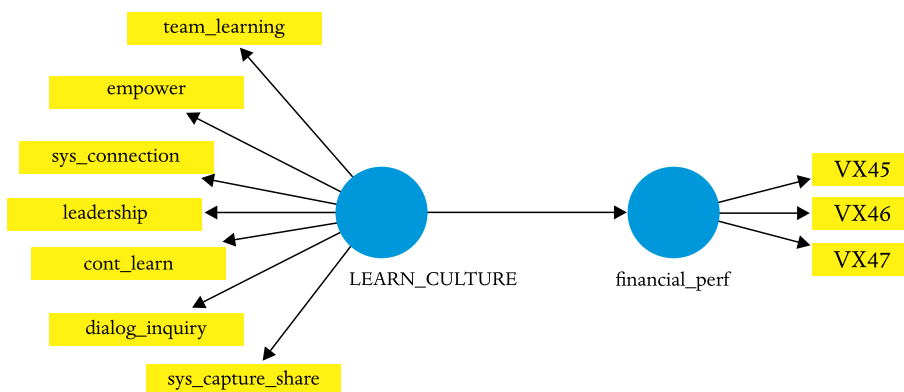 team_learning
empower
sys_connection
leadership
cont_learn
dialog_inquiry
sys_capture_share
LEARN_CULTURE
financial_perf
VX45
VX46
VX47